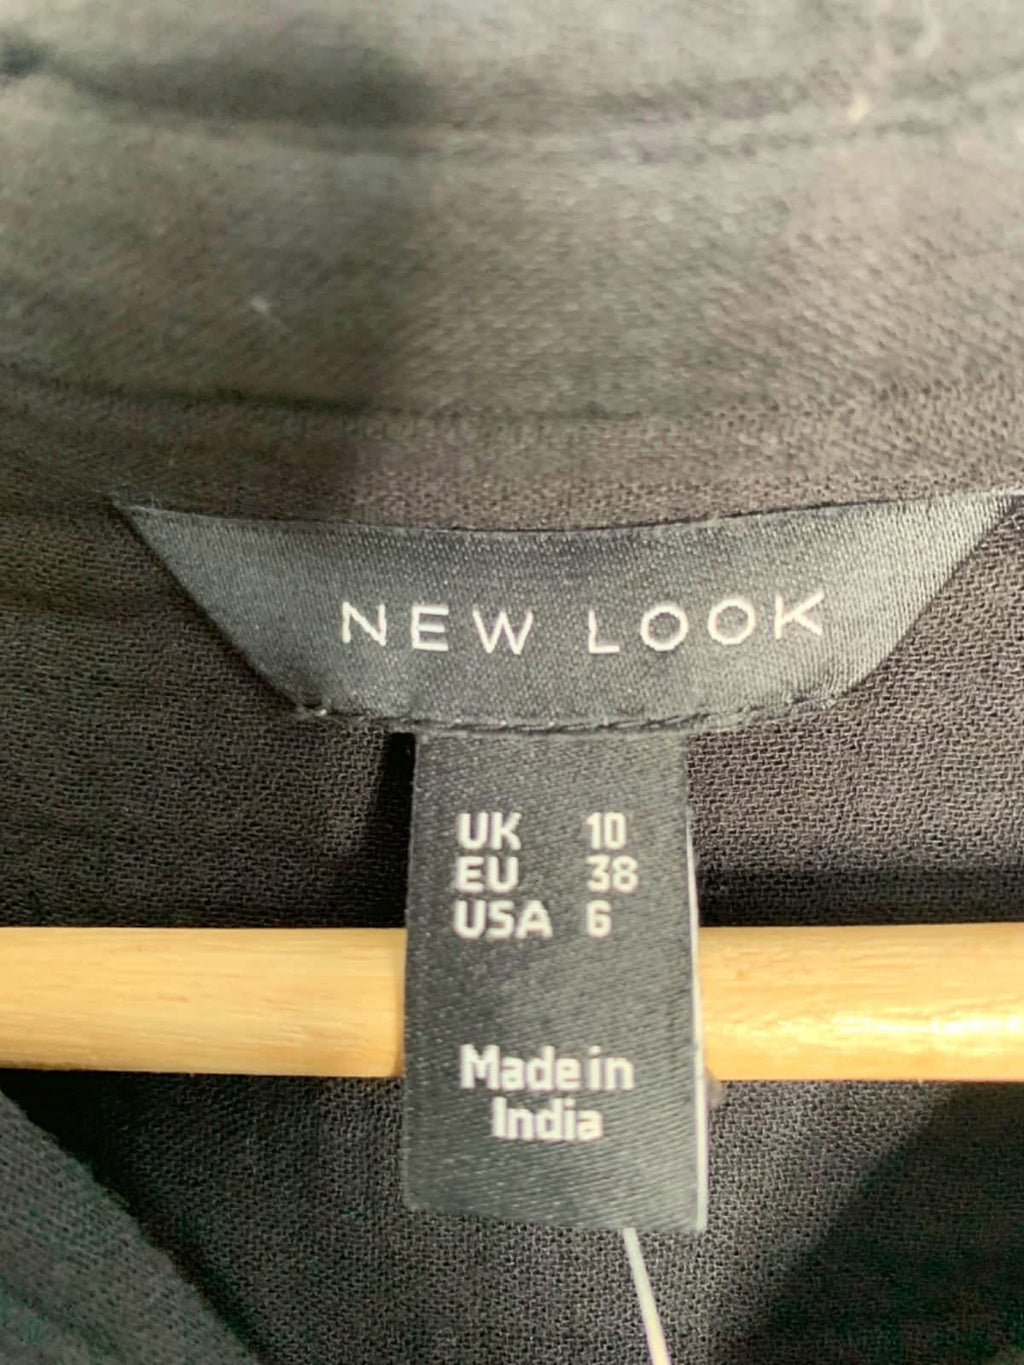 NEW LOOK
UK 10
EU 38
USA 6
Made in
India